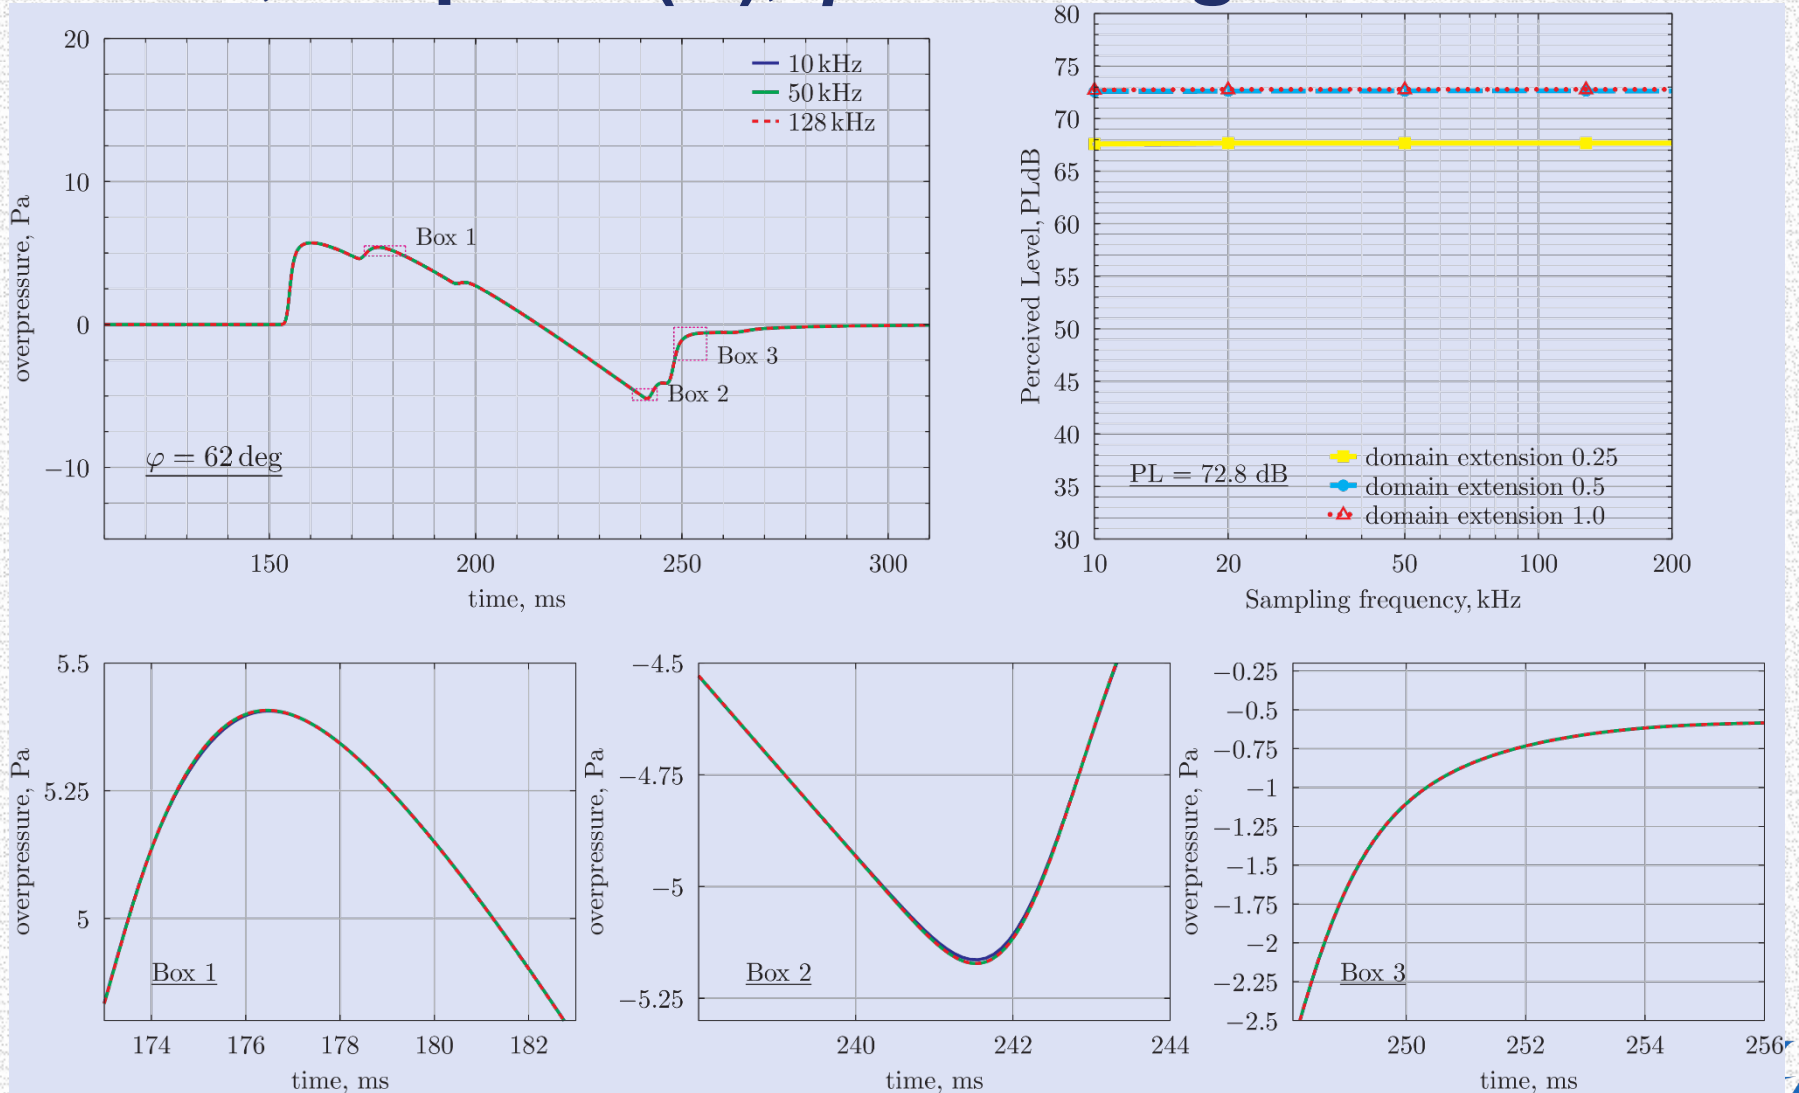 20
10
0
−10
150
200
250
300
overpressure, Pa
time, ms
10 kHz
50 kHz
128 kHz
Box 1
Box 3
Box 2
φ = 62 deg
80
75
70
65
60
55
50
45
40
35
30
10
20
50
100
200
Perceived Level, PLdB
Sampling frequency, kHz
PL = 72.8 dB
domain extension 0.25
domain extension 0.5
domain extension 1.0
5.5
5.25
5
174
176
178
180
182
overpressure, Pa
time, ms
Box 1
−4.5
−4.75
−5
−5.25
240
242
244
overpressure, Pa
time, ms
Box 2
−0.25
−0.5
−0.75
−1
−1.25
−1.5
−1.75
−2
−2.25
−2.5
250
252
254
256
overpressure, Pa
time, ms
Box 3